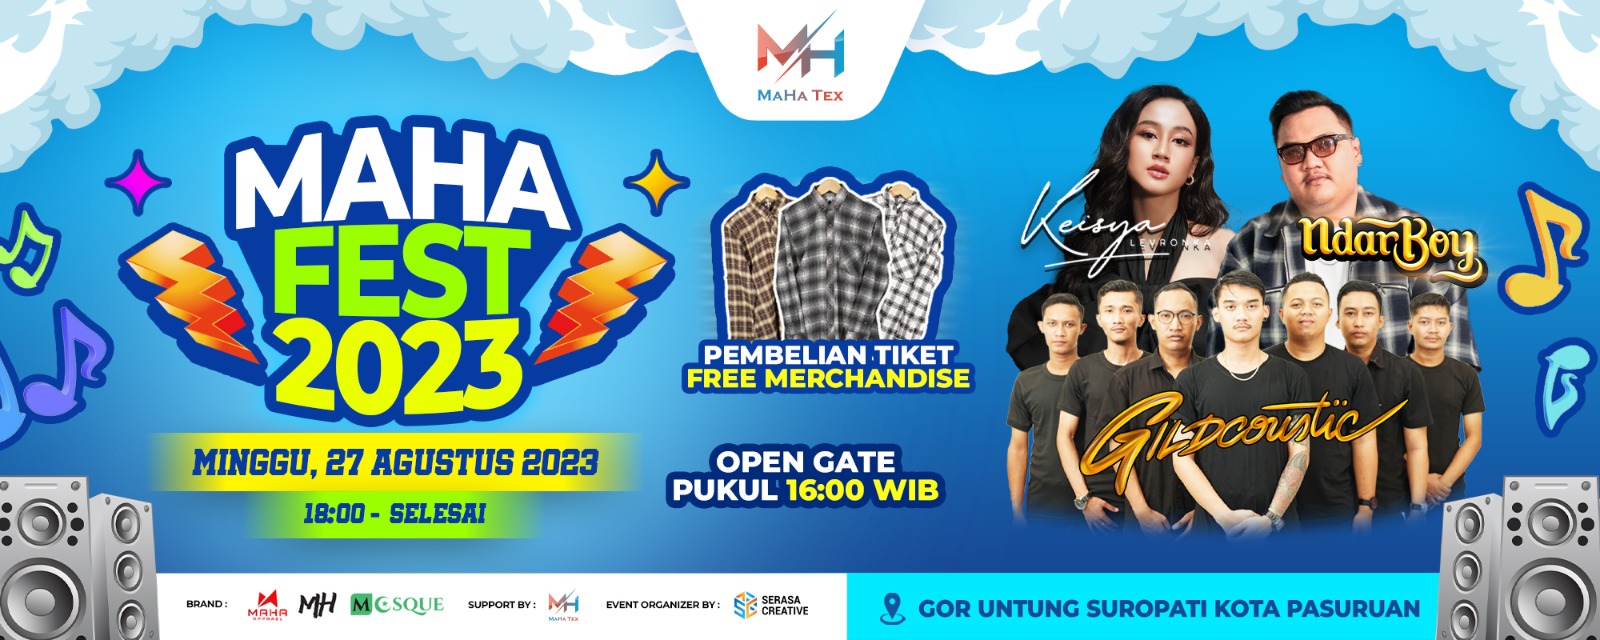 MH
MAHA TEX
MAHA
FEST
2023
MINGGU, 27 AGUSTUS 2023
18:00 - SELESAI
PEMBELIAN TIKET
FREE MERCHANDISE
OPEN GATE
PUKUL 16:00 WIB
Keisya
LEVRONKA
NdarBoy
GILDcoustic
BRAND :
MAHA
APPAREL
MH
MOSQUE
SUPPORT BY :
MH
MAHA TEX
EVENT ORGANIZER BY :
SERASA
CREATIVE
GOR UNTUNG SUROPATI KOTA PASURUAN